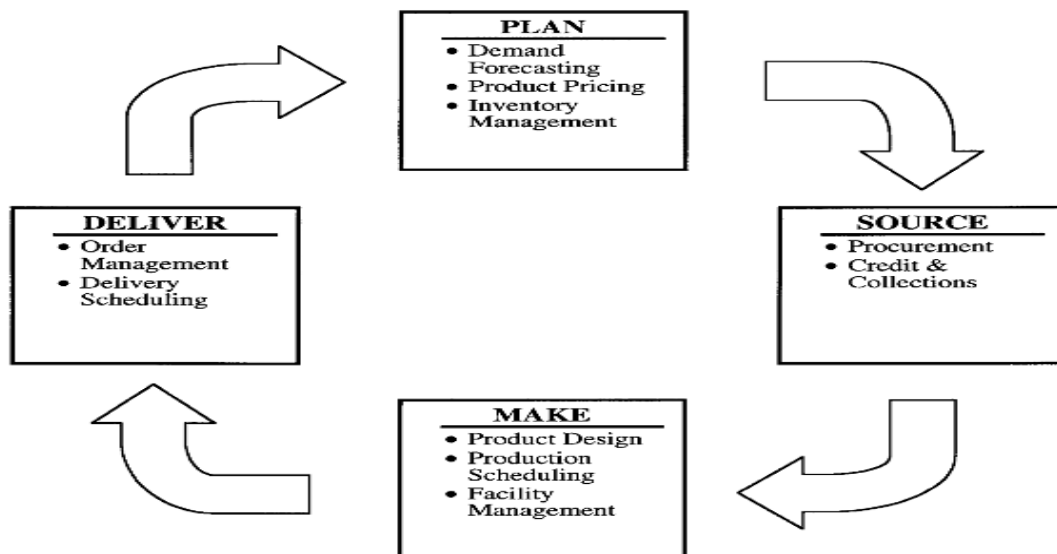 PLAN
• Demand
Forecasting
• Product Pricing
• Inventory
Management
DELIVER
• Order
Management
• Delivery
Scheduling
SOURCE
• Procurement
• Credit &
Collections
MAKE
• Product Design
• Production
Scheduling
• Facility
Management